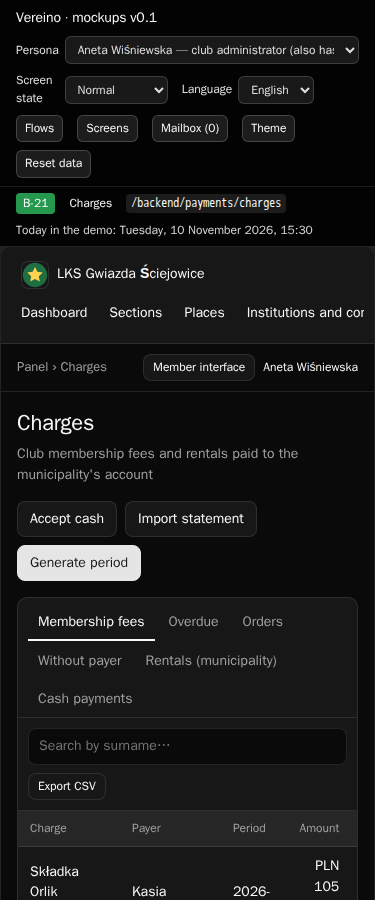 Vereino · mockups v0.1
Persona Aneta Wiśniewska — club administrator (also has
Screen state Normal Language English
Flows Screens Mailbox (0) Theme
Reset data
B-21 Charges /backend/payments/charges
Today in the demo: Tuesday, 10 November 2026, 15:30
LKS Gwiazda Ściejowice
Dashboard Sections Places Institutions and cor
Panel › Charges Member interface Aneta Wiśniewska
Charges
Club membership fees and rentals paid to the
municipality's account
Accept cash Import statement
Generate period
Membership fees Overdue Orders
Without payer Rentals (municipality)
Cash payments
Search by surname…
Export CSV
Charge Payer Period Amount
Składka PLN
Orlik Kasia 2026- 105